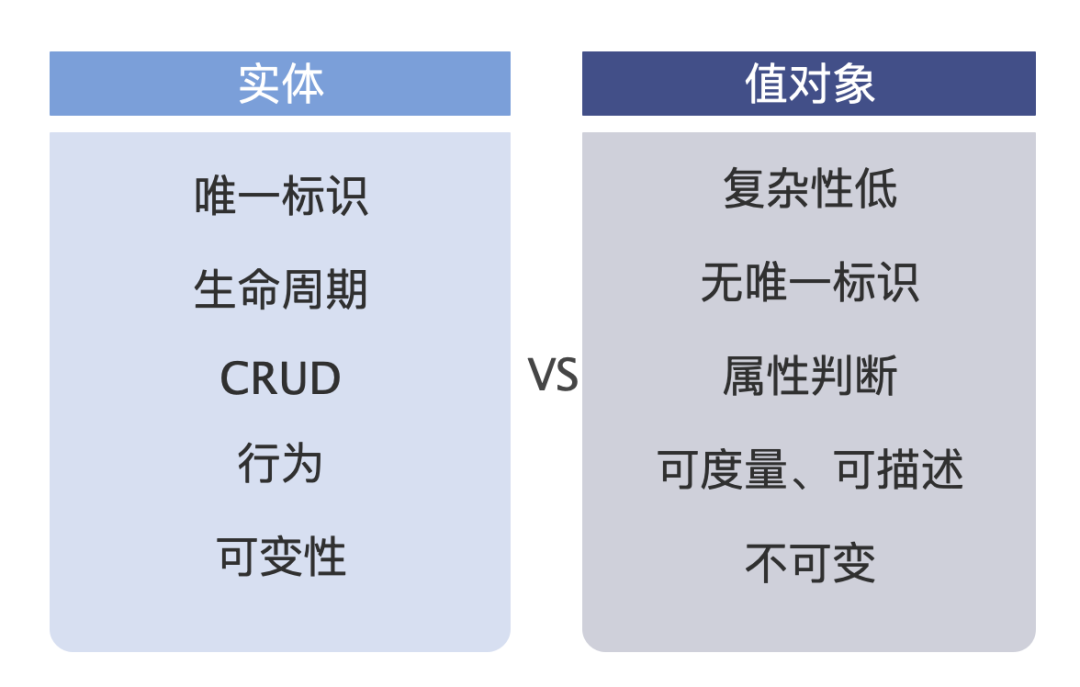 实体
唯一标识
生命周期
CRUD
行为
可变性
VS
值对象
复杂性低
无唯一标识
属性判断
可度量、可描述
不可变